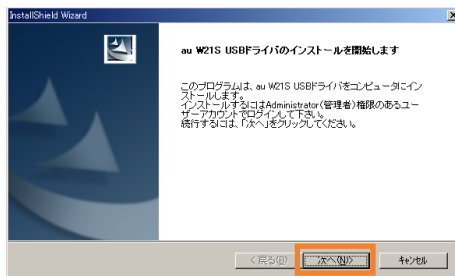 InstallShield Wizard
au W21S USBドライバのインストールを開始します
このプログラムは、au W21S USBドライバをコンピュータにイン
ストールします。
インストールするにはAdministrator(管理者)権限のあるユー
ザーアカウントでログインして下さい。
続行するには、「次へ」をクリックしてください。
< 戻る(B)
次へ(N)>
キャンセル